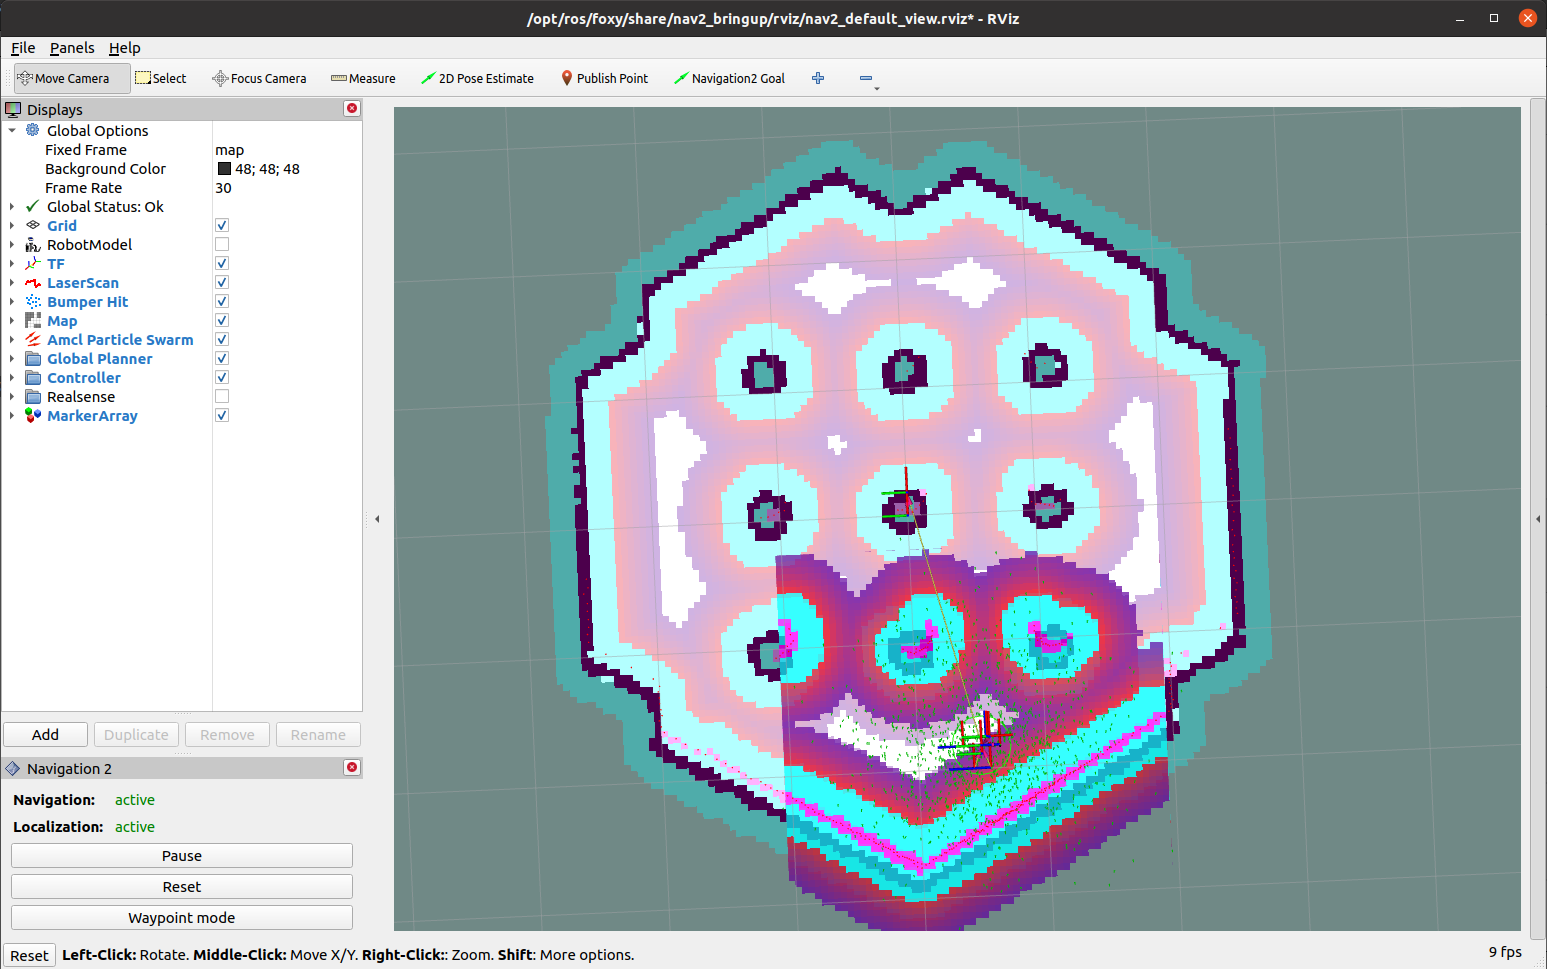 /opt/ros/foxy/share/nav2_bringup/rviz/nav2_default_view.rviz* - RViz
File Panels Help
Move Camera Select Focus Camera Measure 2D Pose Estimate Publish Point Navigation2 Goal
Displays
Global Options
Fixed Frame map
Background Color 48; 48; 48
Frame Rate 30
Global Status: Ok
Grid
RobotModel
TF
LaserScan
Bumper Hit
Map
Amcl Particle Swarm
Global Planner
Controller
Realsense
MarkerArray
Add Duplicate Remove Rename
Navigation 2
Navigation: active
Localization: active
Pause
Reset
Waypoint mode
Reset Left-Click: Rotate. Middle-Click: Move X/Y. Right-Click:: Zoom. Shift: More options. 9 fps